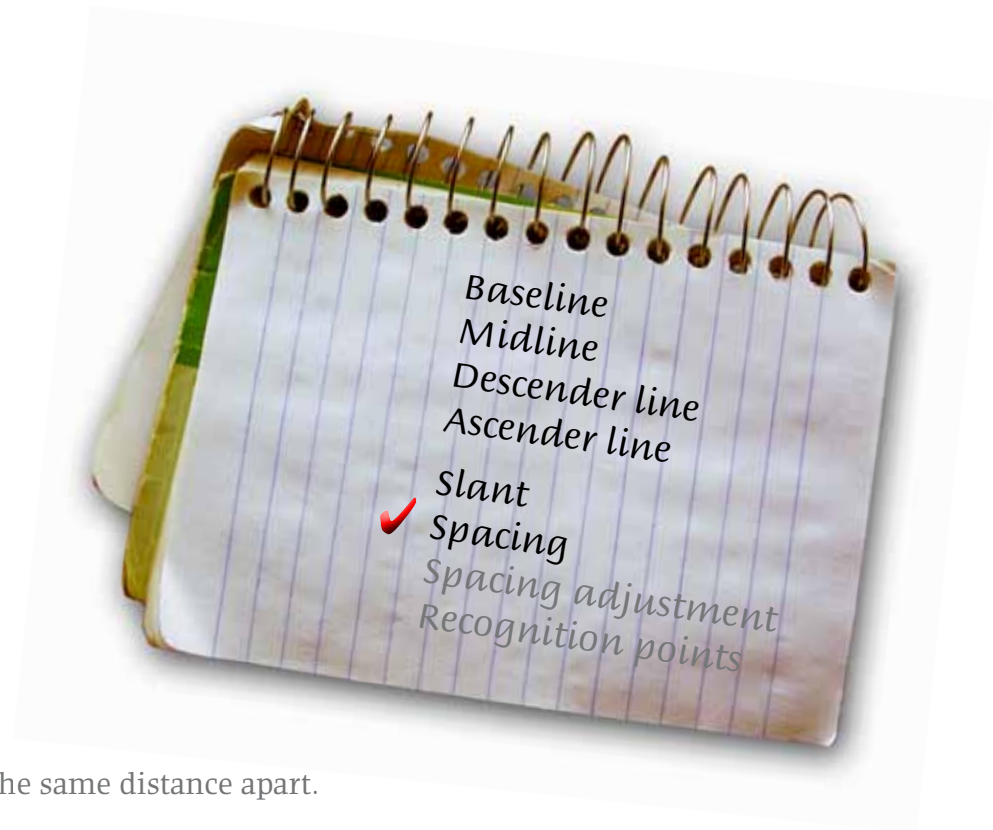 Baseline
Midline
Descender line
Ascender line
Slant
Spacing
Spacing adjustment
Recognition points
he same distance apart.